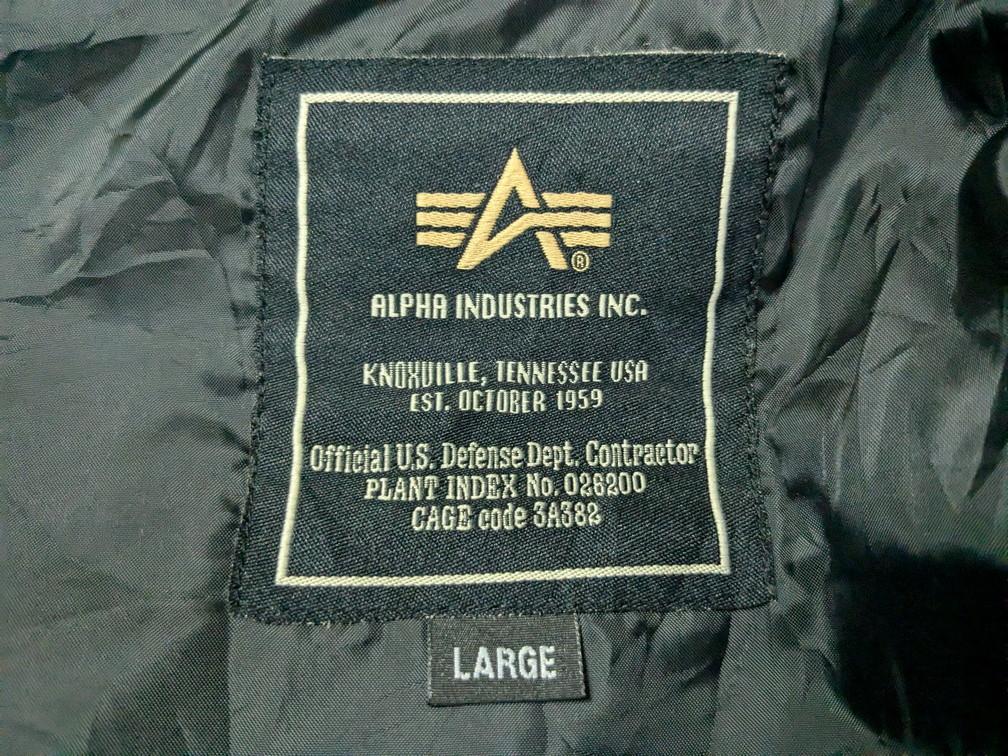 ®
ALPHA INDUSTRIES INC.
KNOXVILLE, TENNESSEE USA
EST. OCTOBER 1959
Official U.S. Defense Dept. Contractor
PLANT INDEX No. 026200
CAGE code 3A382
LARGE